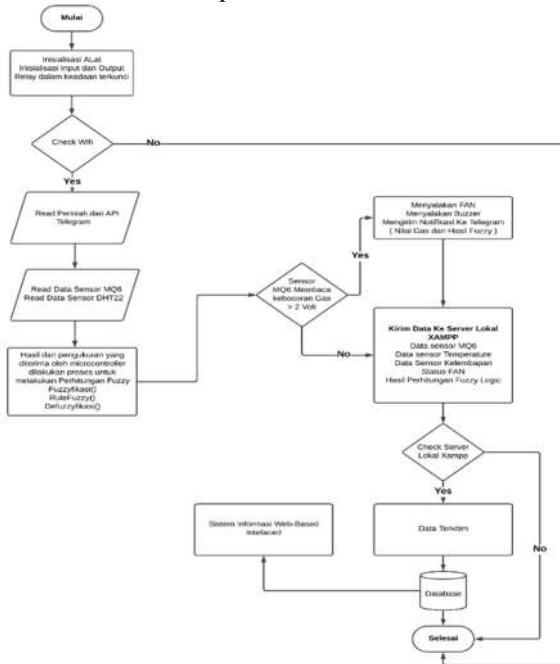 Mulai
Inisialisasi ALat
Inisialisasi Input dan Output
Relay dalam keadaan terkunci
Check Wifi
No
Yes
Read Perintah dari API
Telegram
Read Data Sensor MQ6
Read Data Sensor DHT22
Hasil dari pengukuran yang
diterima oleh microcontroller
dilakukan proses untuk
melakukan Perhitungan Fuzzy
Fuzzyfikasi()
RuleFuzzy()
Defuzzyfikasi()
Sensor
MQ6 Membaca
kebocoran Gas
> 2 Volt
Yes
No
Menyalakan FAN
Menyalakan Buzzer
Mengirim Notifikasi Ke Telegram
( Nilai Gas dan Hasil Fuzzy )
Kirim Data Ke Server Lokal
XAMPP
Data sensor MQ6
Data sensor Temperature
Data Sensor Kelembapan
Status FAN
Hasil Perhitungan Fuzzy Logic
Check Server
Lokal Xampp
Yes
No
Data Terkirim
Sistem Informasi Web-Based
Intefaced
Database
Selesai